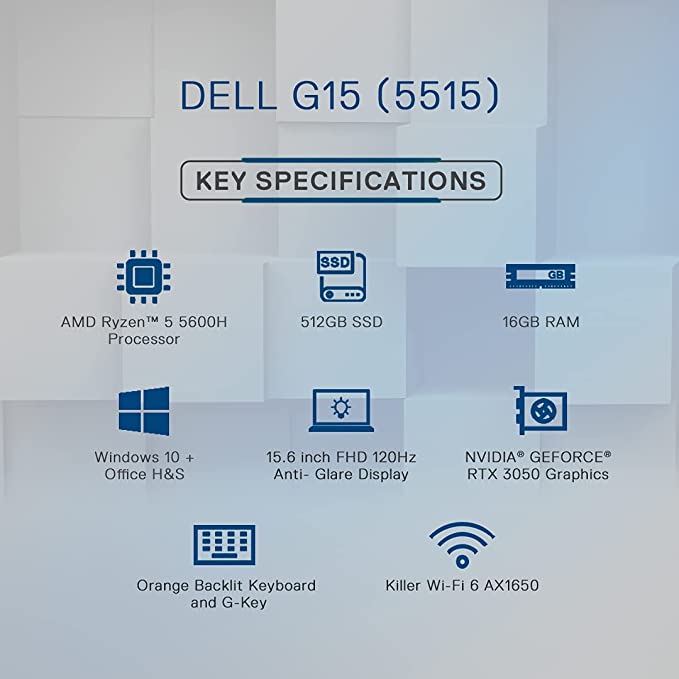 DELL G15 (5515)
KEY SPECIFICATIONS
SSD
GB
AMD Ryzen™ 5 5600H
Processor
512GB SSD
16GB RAM
Windows 10 +
Office H&S
15.6 inch FHD 120Hz
Anti- Glare Display
NVIDIA® GEFORCE®
RTX 3050 Graphics
Orange Backlit Keyboard
and G-Key
Killer Wi-Fi 6 AX1650